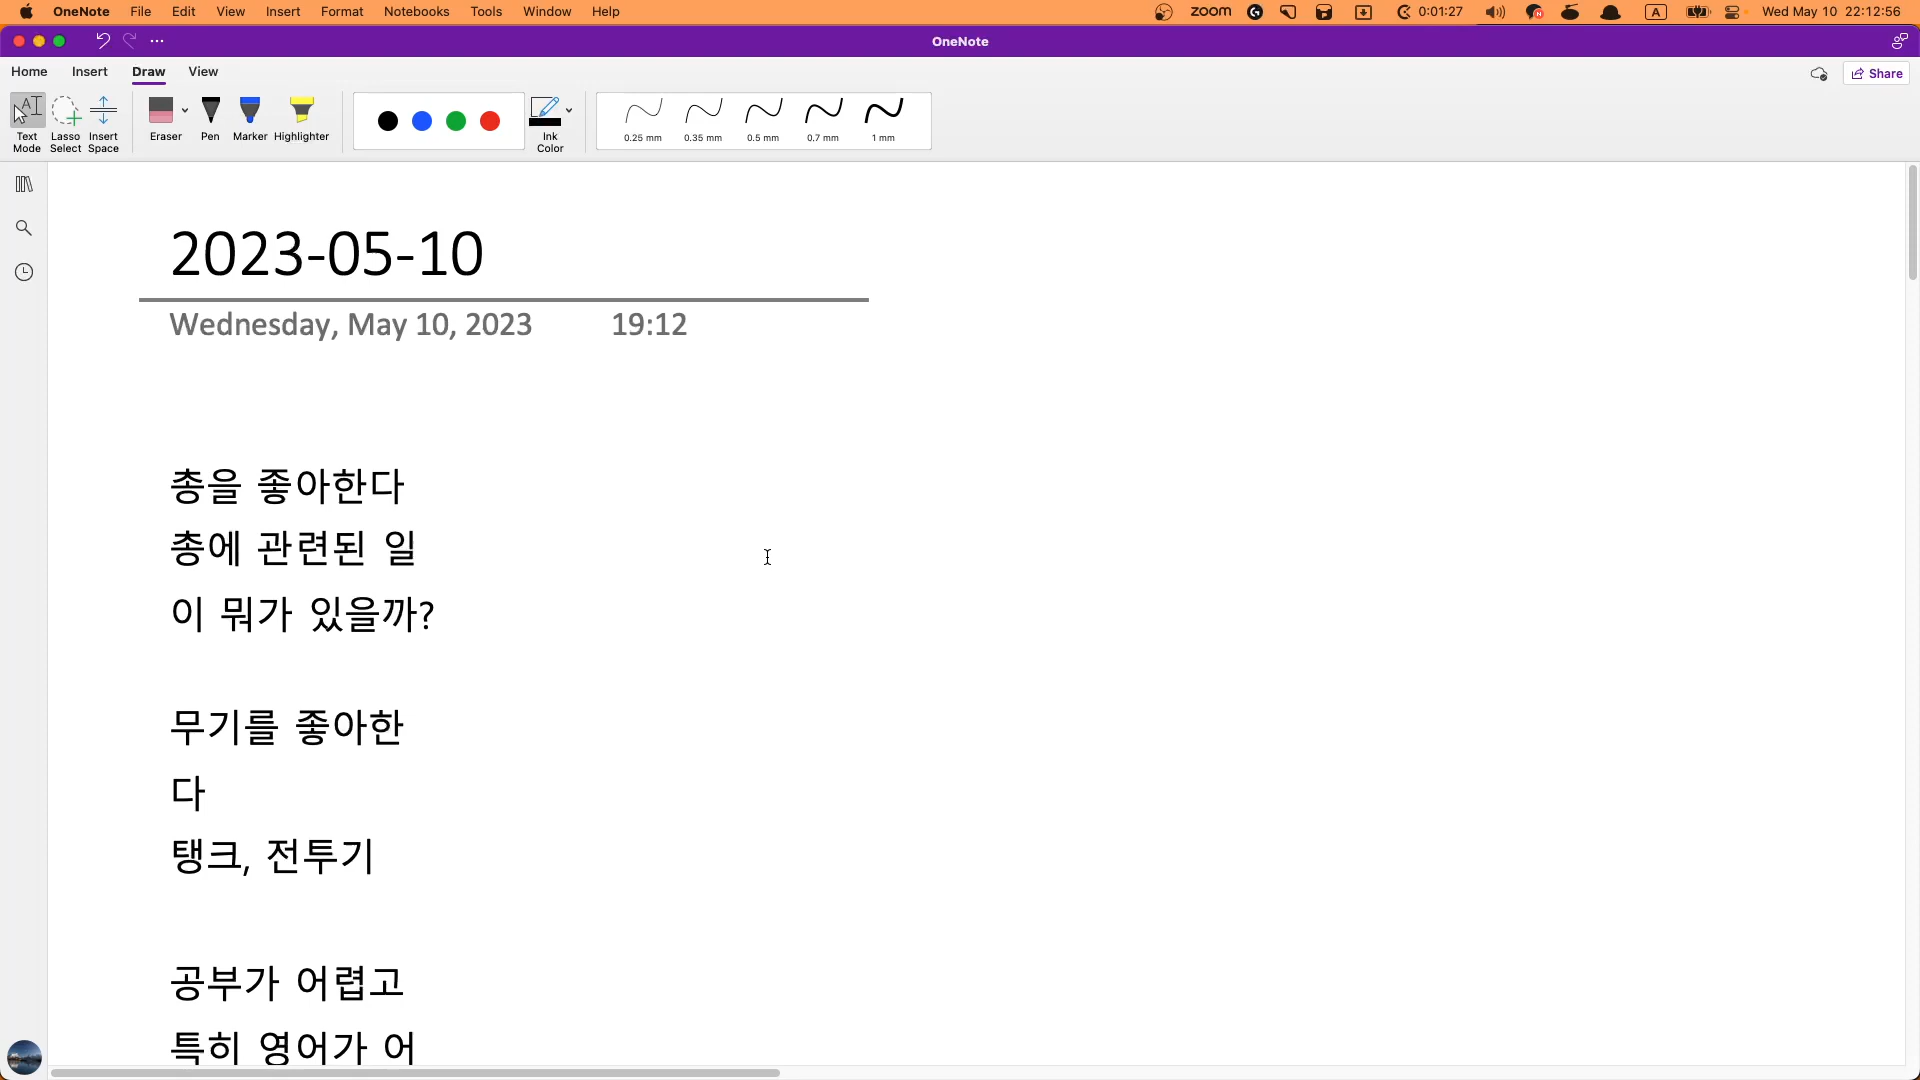 OneNote File Edit View Insert Format Notebooks Tools Window Help zoom 0:01:27 A Wed May 10 22:12:56
OneNote
Home Insert Draw View Share
Text Mode
Lasso Select
Insert Space
Eraser
Pen
Marker
Highlighter
Ink Color
0.25 mm 0.35 mm 0.5 mm 0.7 mm 1 mm
2023-05-10
Wednesday, May 10, 2023 19:12
총을 좋아한다
총에 관련된 일
이 뭐가 있을까?
무기를 좋아한
다
탱크, 전투기
공부가 어렵고
특히 영어가 어